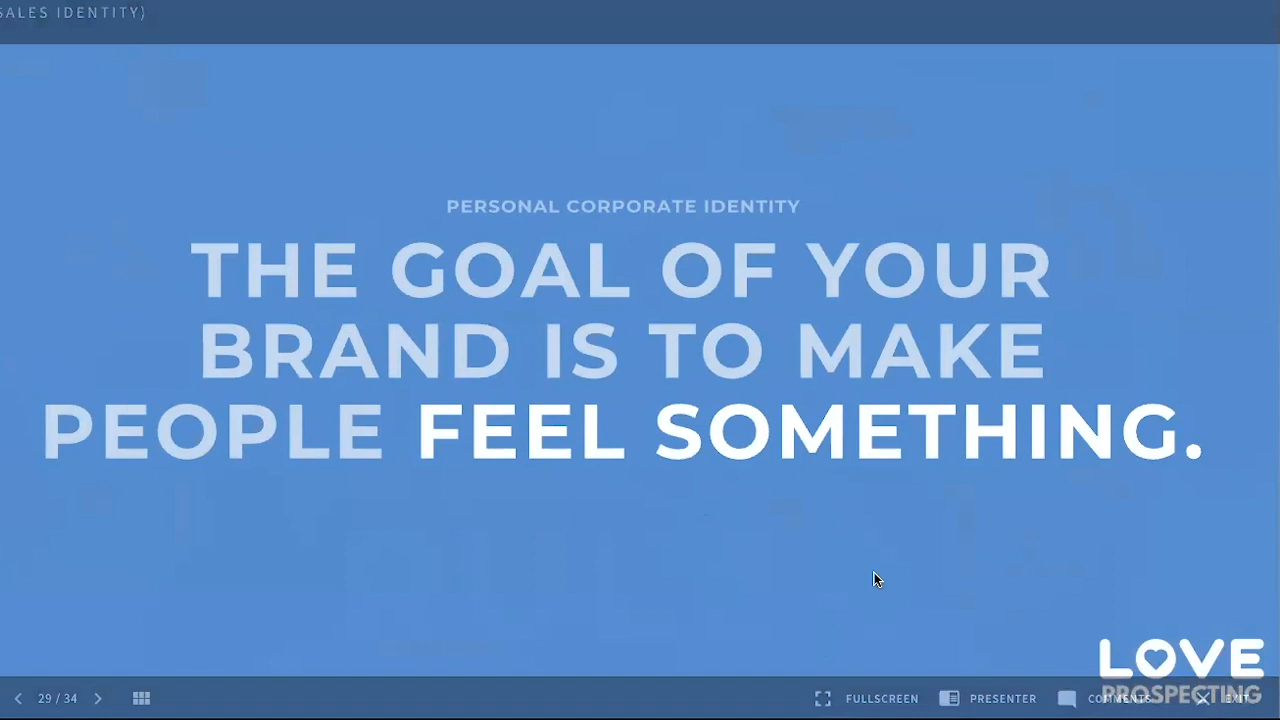 SALES IDENTITY)
PERSONAL CORPORATE IDENTITY
THE GOAL OF YOUR
BRAND IS TO MAKE
PEOPLE FEEL SOMETHING.
LOVE
PROSPECTING
29 / 34
FULLSCREEN
PRESENTER
COMMENTS
EXIT